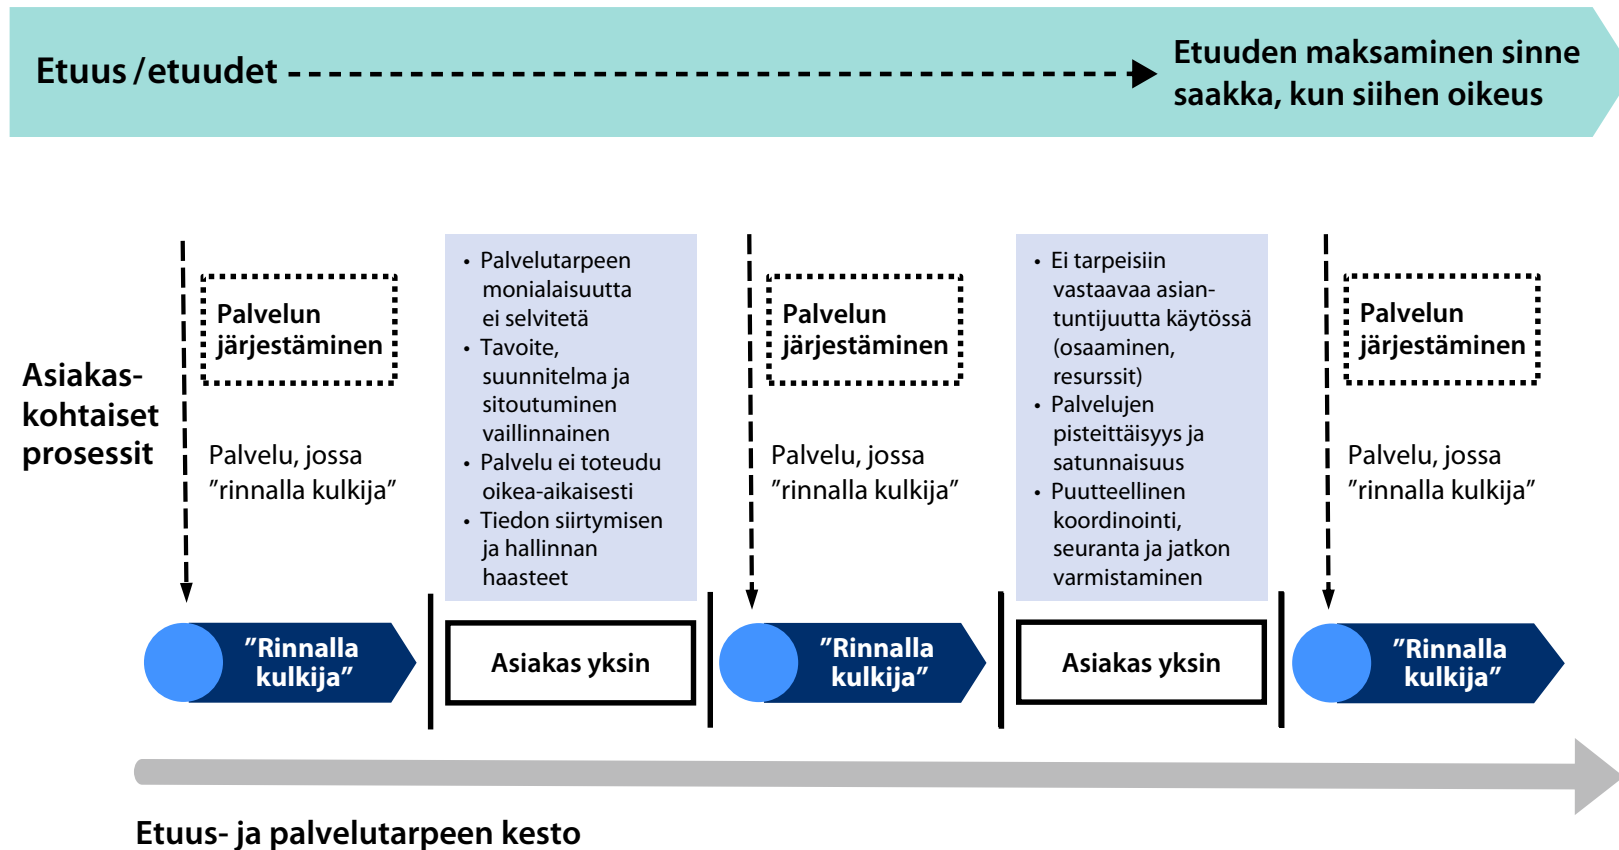 Etuus / etuudet
Etuuden maksaminen sinne
saakka, kun siihen oikeus
Asiakas-
kohtaiset
prosessit
Palvelun
järjestäminen
Palvelu, jossa
”rinnalla kulkija”
• Palvelutarpeen
monialaisuutta
ei selvitetä
• Tavoite,
suunnitelma ja
sitoutuminen
vaillinnainen
• Palvelu ei toteudu
oikea-aikaisesti
• Tiedon siirtymisen
ja hallinnan
haasteet
Palvelun
järjestäminen
Palvelu, jossa
”rinnalla kulkija”
• Ei tarpeisiin
vastaavaa asian-
tuntijuutta käytössä
(osaaminen,
resurssit)
• Palvelujen
pisteittäisyys ja
satunnaisuus
• Puutteellinen
koordinointi,
seuranta ja jatkon
varmistaminen
Palvelun
järjestäminen
Palvelu, jossa
”rinnalla kulkija”
”Rinnalla
kulkija”
Asiakas yksin
”Rinnalla
kulkija”
Asiakas yksin
”Rinnalla
kulkija”
Etuus- ja palvelutarpeen kesto